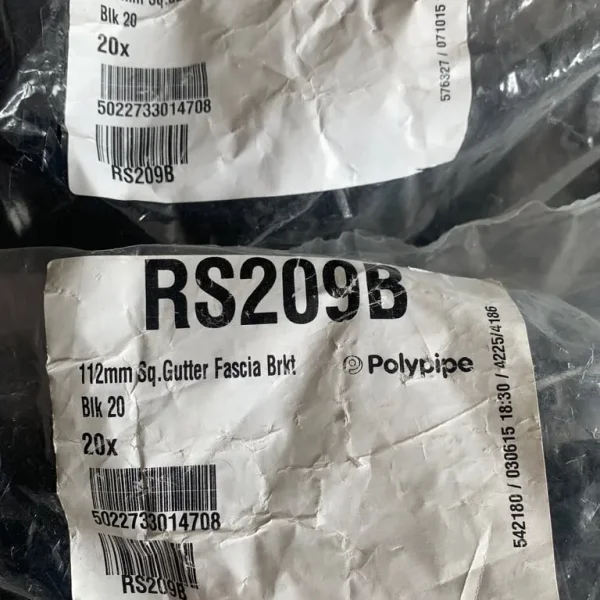 Blk 20
20x
5022733014708
RS209B
576327 / 071015
RS209B
112mm Sq.Gutter Fascia Brkt
Polypipe
Blk 20
20x
5022733014708
RS209B
542180 / 030615 18:30 / 4225/4186